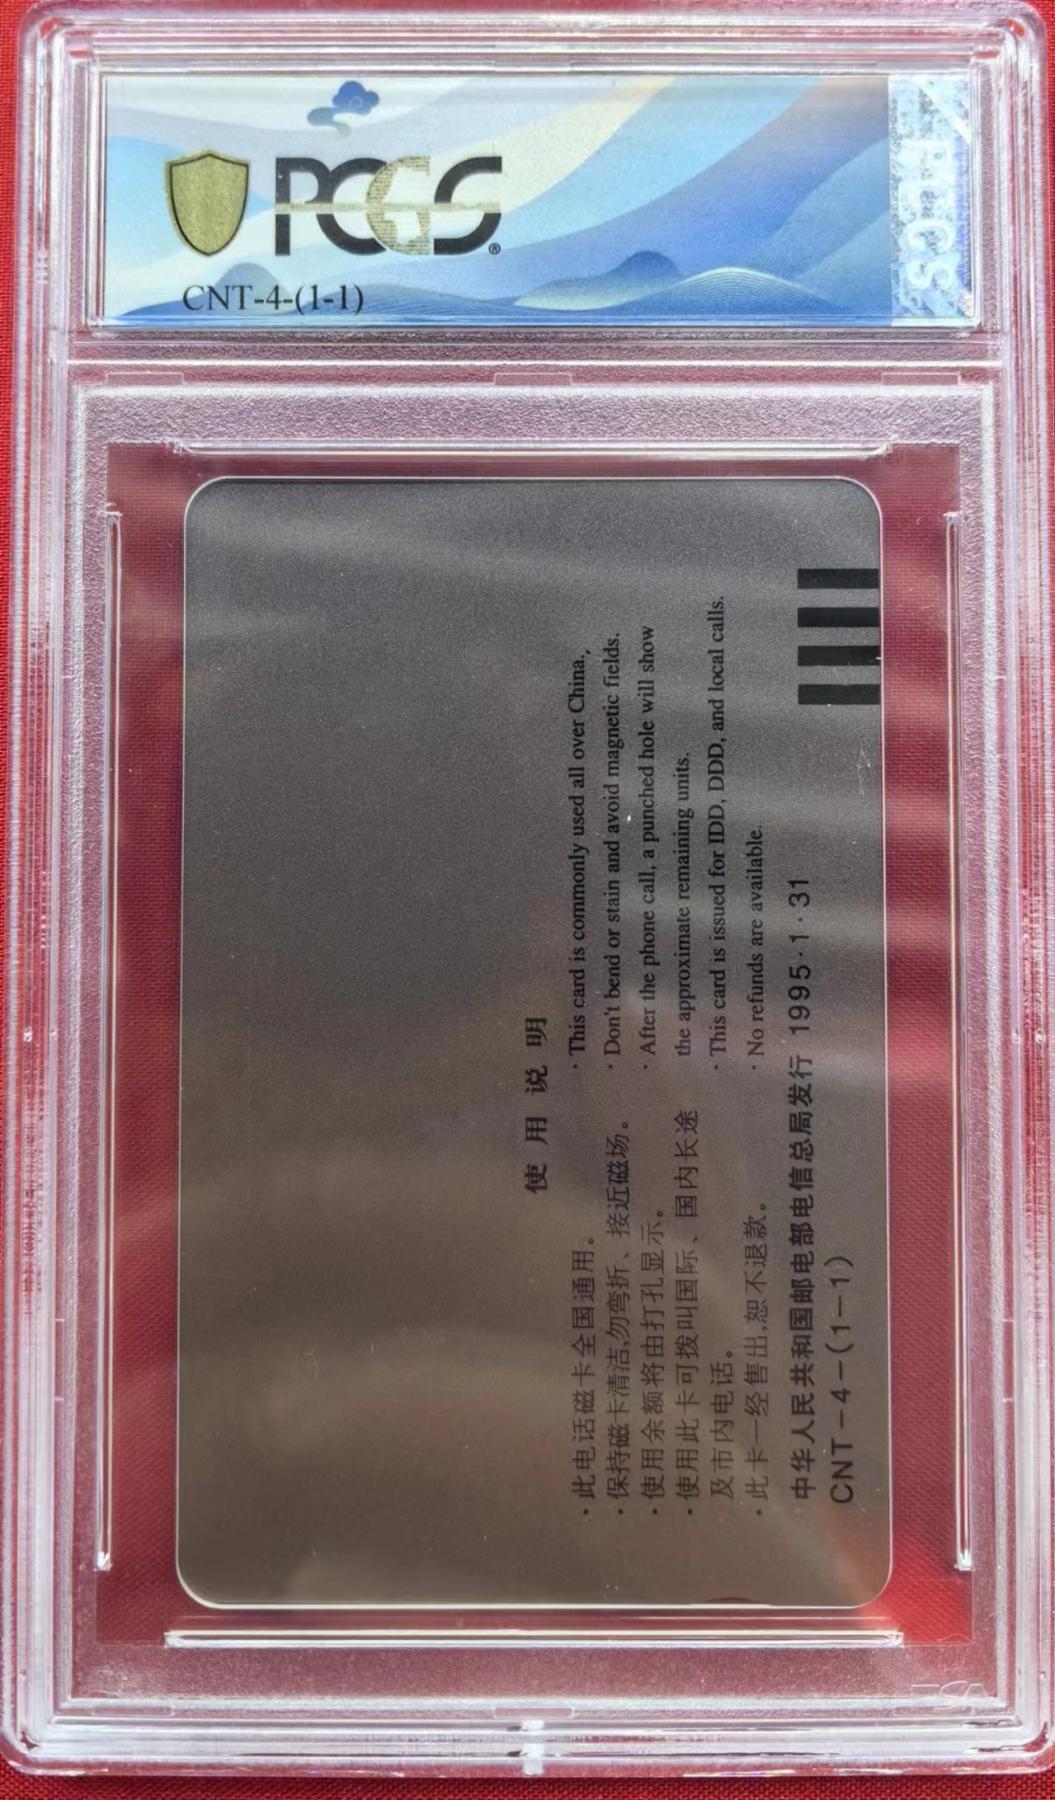 PCGS
®
CNT-4-(1-1)
PCGS
使用说明
·此电话磁卡全国通用。
·保持磁卡清洁,勿弯折、接近磁场。
·使用余额将由打孔显示。
·使用此卡可拨叫国际、国内长途
及市内电话。
·此卡一经售出,恕不退款。
·This card is commonly used all over China.,
·Don't bend or stain and avoid magnetic fields.
·After the phone call, a punched hole will show
the approximate remaining units.
·This card is issued for IDD, DDD, and local calls.
·No refunds are available.
中华人民共和国邮电部电信总局发行 1995·1·31
CNT-4-(1-1)